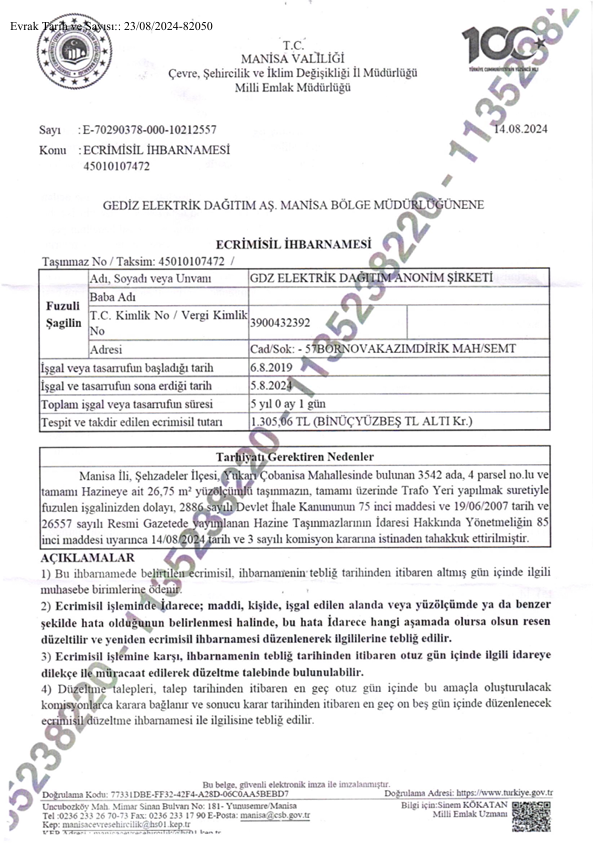 Evrak Tarih ve Sayısı:: 23/08/2024-82050
T.C.
MANİSA VALİLİĞİ
Çevre, Şehircilik ve İklim Değişikliği İl Müdürlüğü
Milli Emlak Müdürlüğü
100
TÜRKİYE CUMHURİYETİ'NİN YÜZÜNCÜ YILI
Sayı : E-70290378-000-10212557
14.08.2024
Konu : ECRİMİSİL İHBARNAMESİ
45010107472
GEDİZ ELEKTRİK DAĞITIM AŞ. MANİSA BÖLGE MÜDÜRLÜĞÜNENE
ECRİMİSİL İHBARNAMESİ
Taşınmaz No / Taksim: 45010107472 /
Fuzuli Şagilin
Adı, Soyadı veya Unvanı GDZ ELEKTRİK DAĞITIM ANONİM ŞİRKETİ
Baba Adı
T.C. Kimlik No / Vergi Kimlik No 3900432392
Adresi Cad/Sok: - 57BORNOVAKAZIMDİRİK MAH/SEMT
İşgal veya tasarrufun başladığı tarih 6.8.2019
İşgal ve tasarrufun sona erdiği tarih 5.8.2024
Toplam işgal veya tasarrufun süresi 5 yıl 0 ay 1 gün
Tespit ve takdir edilen ecrimisil tutarı 1.305,06 TL (BİNÜÇYÜZBEŞ TL ALTI Kr.)
Tarhiyatı Gerektiren Nedenler
Manisa İli, Şehzadeler İlçesi, Yukarı Çobanisa Mahallesinde bulunan 3542 ada, 4 parsel no.lu ve
tamamı Hazineye ait 26,75 m² yüzölçümlü taşınmazın, tamamı üzerinde Trafo Yeri yapılmak suretiyle
fuzulen işgalinizden dolayı, 2886 sayılı Devlet İhale Kanununun 75 inci maddesi ve 19/06/2007 tarih ve
26557 sayılı Resmi Gazetede yayımlanan Hazine Taşınmazlarının İdaresi Hakkında Yönetmeliğin 85
inci maddesi uyarınca 14/08/2024 tarih ve 3 sayılı komisyon kararına istinaden tahakkuk ettirilmiştir.
AÇIKLAMALAR
1) Bu ihbarnamede belirtilen ecrimisil, ihbarnamenin tebliğ tarihinden itibaren altmış gün içinde ilgili
muhasebe birimlerine ödenir.
2) Ecrimisil işleminde İdarece; maddi, kişide, işgal edilen alanda veya yüzölçümde ya da benzer
şekilde hata olduğunun belirlenmesi halinde, bu hata İdarece hangi aşamada olursa olsun resen
düzeltilir ve yeniden ecrimisil ihbarnamesi düzenlenerek ilgililerine tebliğ edilir.
3) Ecrimisil işlemine karşı, ihbarnamenin tebliğ tarihinden itibaren otuz gün içinde ilgili idareye
dilekçe ile müracaat edilerek düzeltme talebinde bulunulabilir.
4) Düzeltme talepleri, talep tarihinden itibaren en geç otuz gün içinde bu amaçla oluşturulacak
komisyonlarca karara bağlanır ve sonucu karar tarihinden itibaren en geç on beş gün içinde düzenlenecek
ecrimisil düzeltme ihbarnamesi ile ilgilisine tebliğ edilir.
Bu belge, güvenli elektronik imza ile imzalanmıştır.
Doğrulama Kodu: 77331DBE-FF32-42F4-A28D-06C0AA5BEBD7 Doğrulama Adresi: https://www.turkiye.gov.tr
Uncubozköy Mah. Mimar Sinan Bulvarı No: 181- Yunusemre/Manisa
Bilgi için:Sinem KÖKATAN
Tel :0236 233 26 70-73 Fax: 0236 233 17 90 E-Posta: manisa@csb.gov.tr
Milli Emlak Uzmanı
Kep: manisacevresehircilik@hs01.kep.tr
KEP Adresi : manisacevresehircilik@hs01.kep.tr
11352382220 - 11352382220 - 11352382220